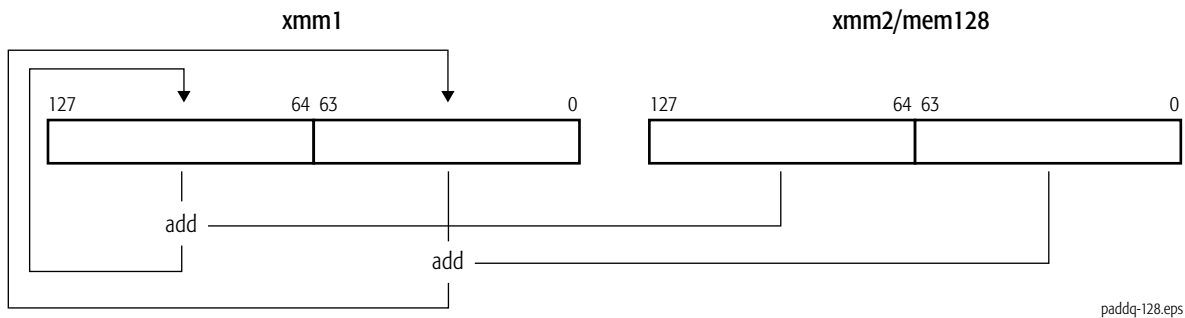 xmm1 xmm2/mem128
127 64 63 0 127 64 63 0
add
add
paddq-128.eps